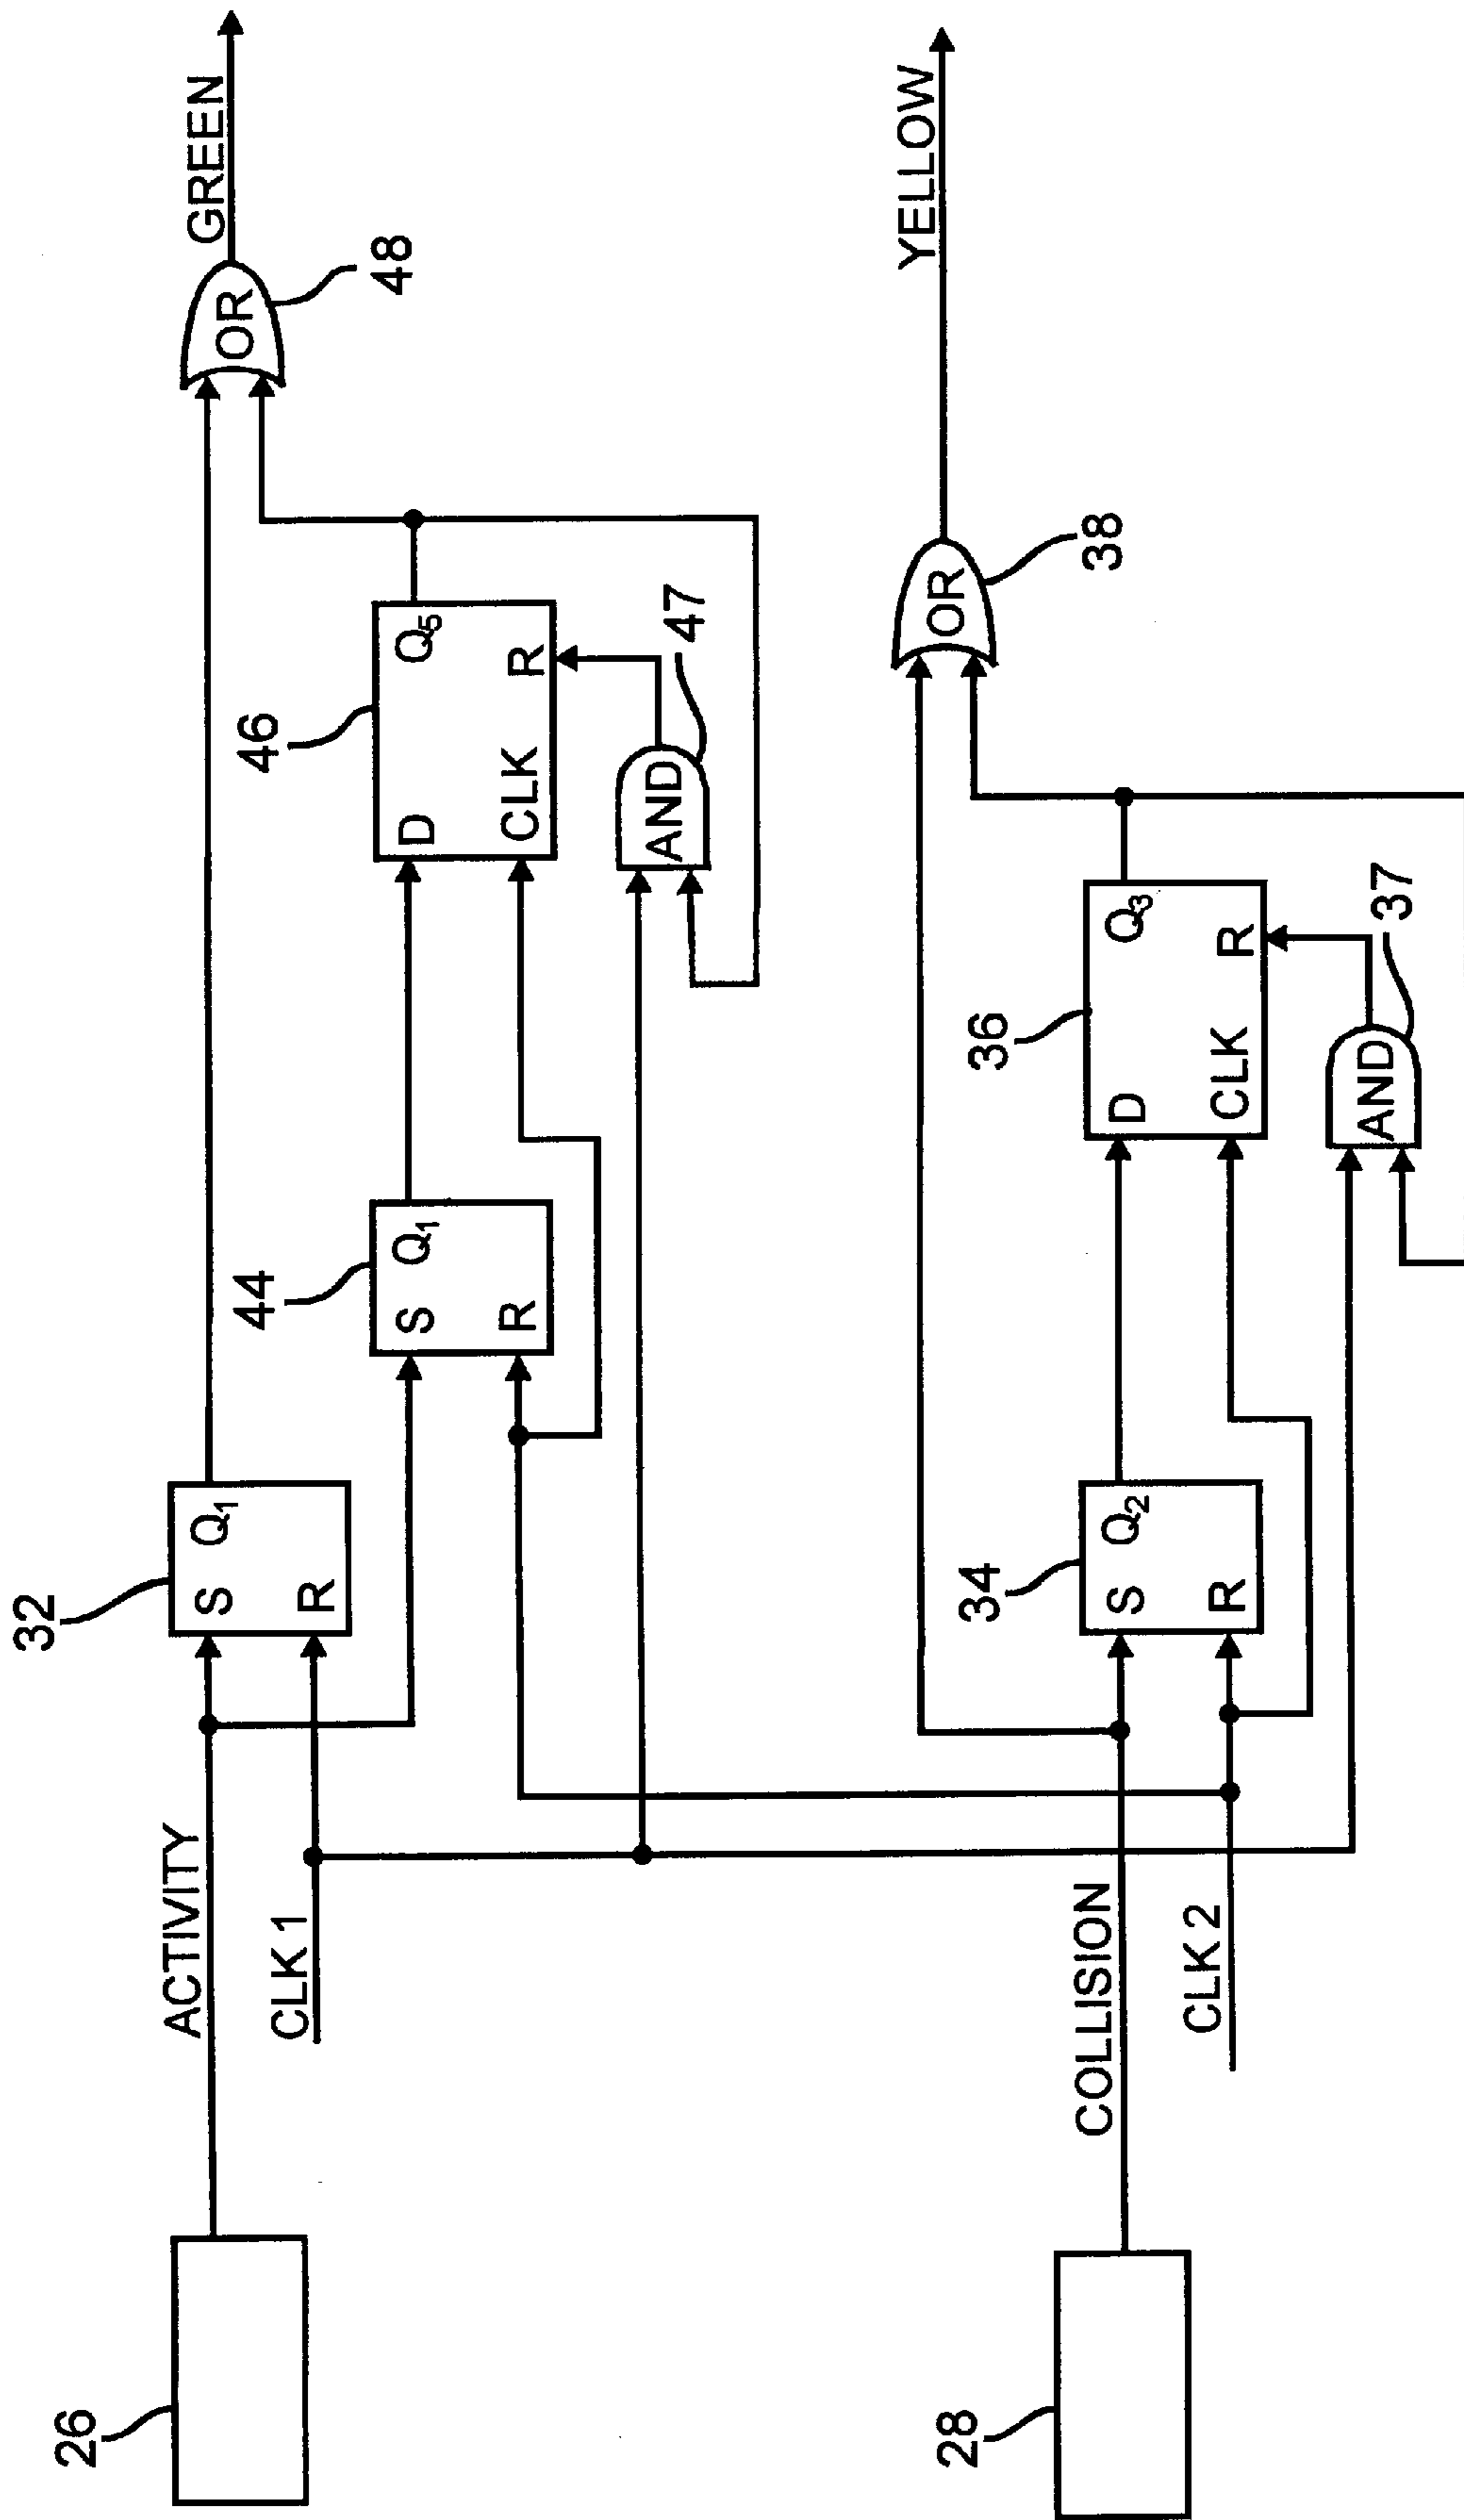 26
ACTIVITY
CLK 1
32
S Q1
R
44
S Q1
R
46
D Q5
CLK R
AND
47
OR
48
GREEN
28
COLLISION
CLK 2
34
S Q2
R
36
D Q3
CLK R
AND
37
OR
38
YELLOW